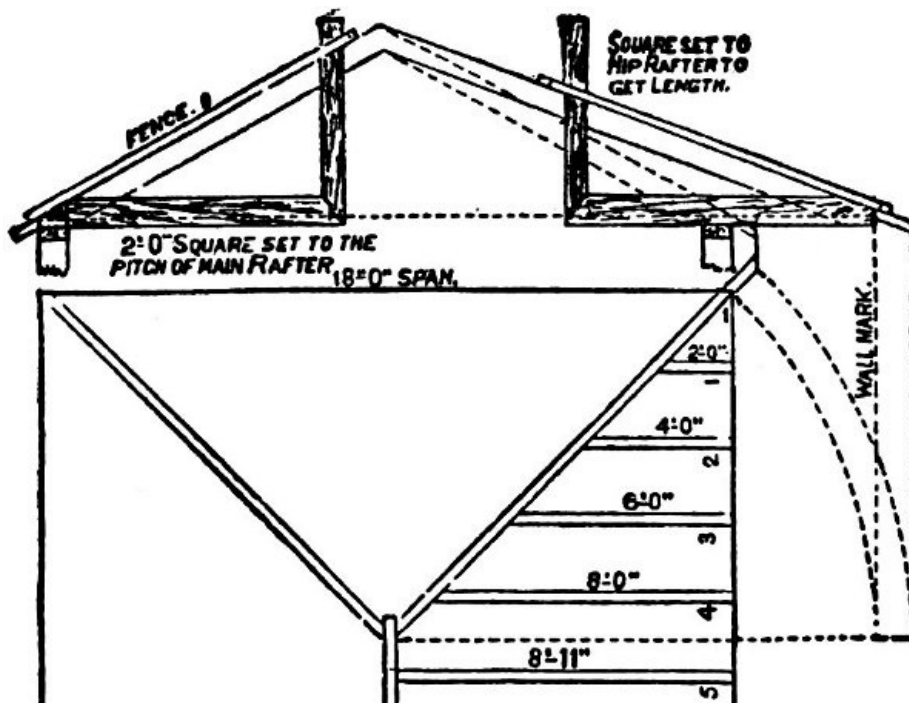 SQUARE SET TO
HIP RAFTER TO
GET LENGTH.
FENCE.
2'-0" SQUARE SET TO THE
PITCH OF MAIN RAFTER
18'-0" SPAN.
WALL MARK.
2'-0"
1
4'-0"
2
6'-0"
3
8'-0"
4
8'-11"
5